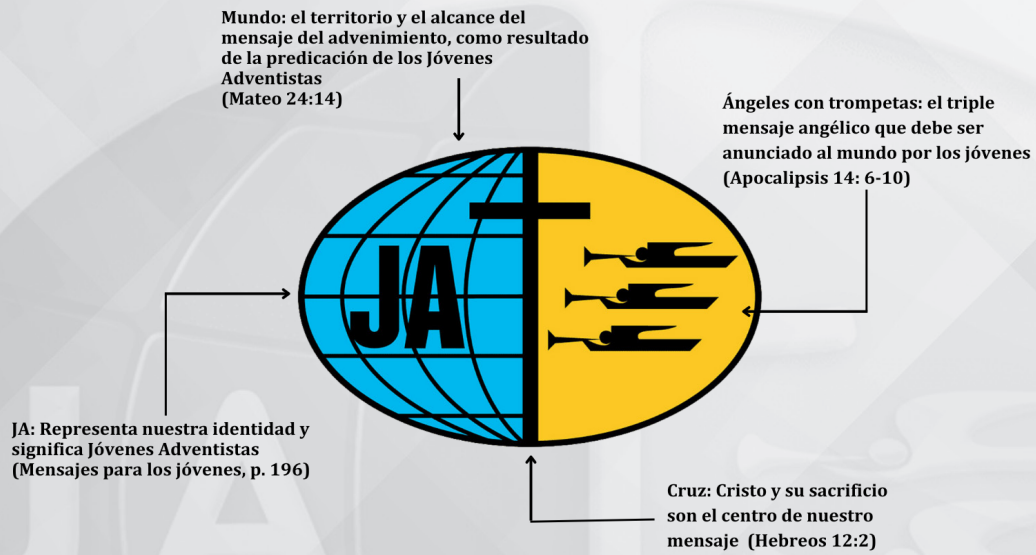 Mundo: el territorio y el alcance del
mensaje del advenimiento, como resultado
de la predicación de los Jóvenes
Adventistas
(Mateo 24:14)
Ángeles con trompetas: el triple
mensaje angélico que debe ser
anunciado al mundo por los jóvenes
(Apocalipsis 14: 6-10)
JA
JA: Representa nuestra identidad y
significa Jóvenes Adventistas
(Mensajes para los jóvenes, p. 196)
Cruz: Cristo y su sacrificio
son el centro de nuestro
mensaje (Hebreos 12:2)
JA